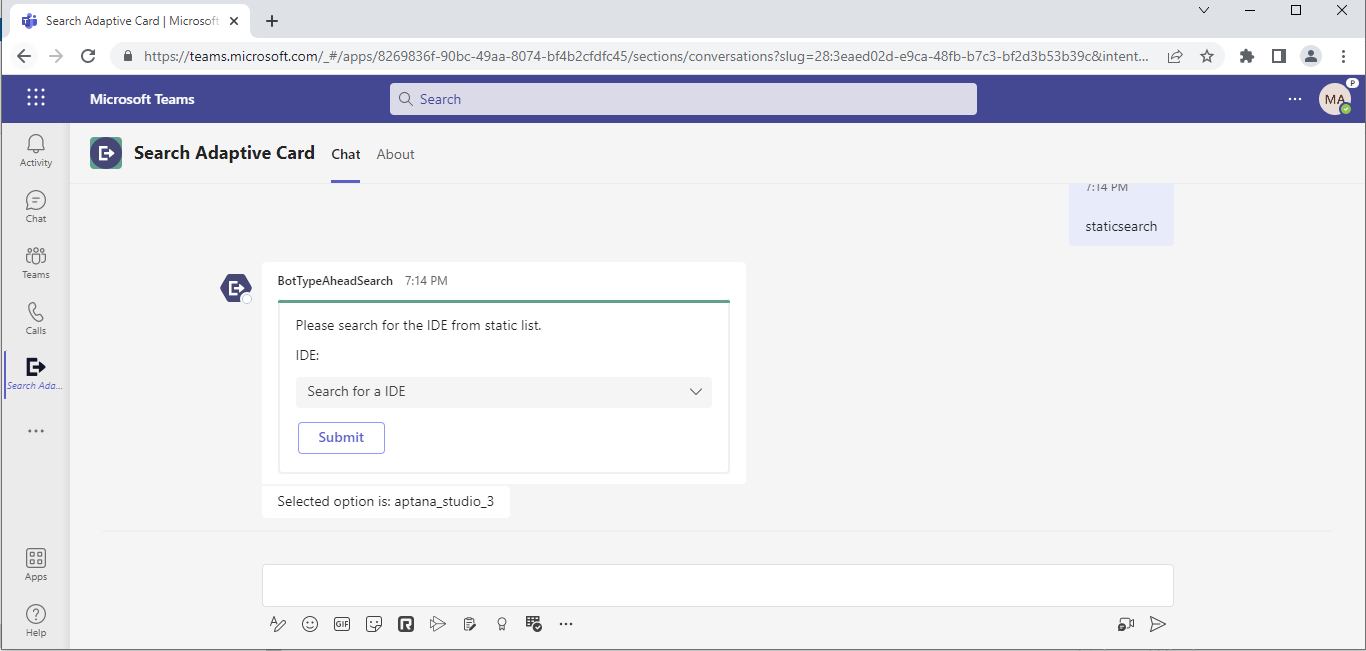 Search Adaptive Card | Microsoft
https://teams.microsoft.com/_#/apps/8269836f-90bc-49aa-8074-bf4b2cfdfc45/sections/conversations?slug=28:3eaed02d-e9ca-48fb-b7c3-bf2d3b53b39c&intent...
Microsoft Teams
Search
P
MA
Activity
Chat
Teams
Calls
Search Ada...
Apps
Help
Search Adaptive Card
Chat
About
7:14 PM
staticsearch
BotTypeAheadSearch 7:14 PM
Please search for the IDE from static list.
IDE:
Search for a IDE
Submit
Selected option is: aptana_studio_3
GIF